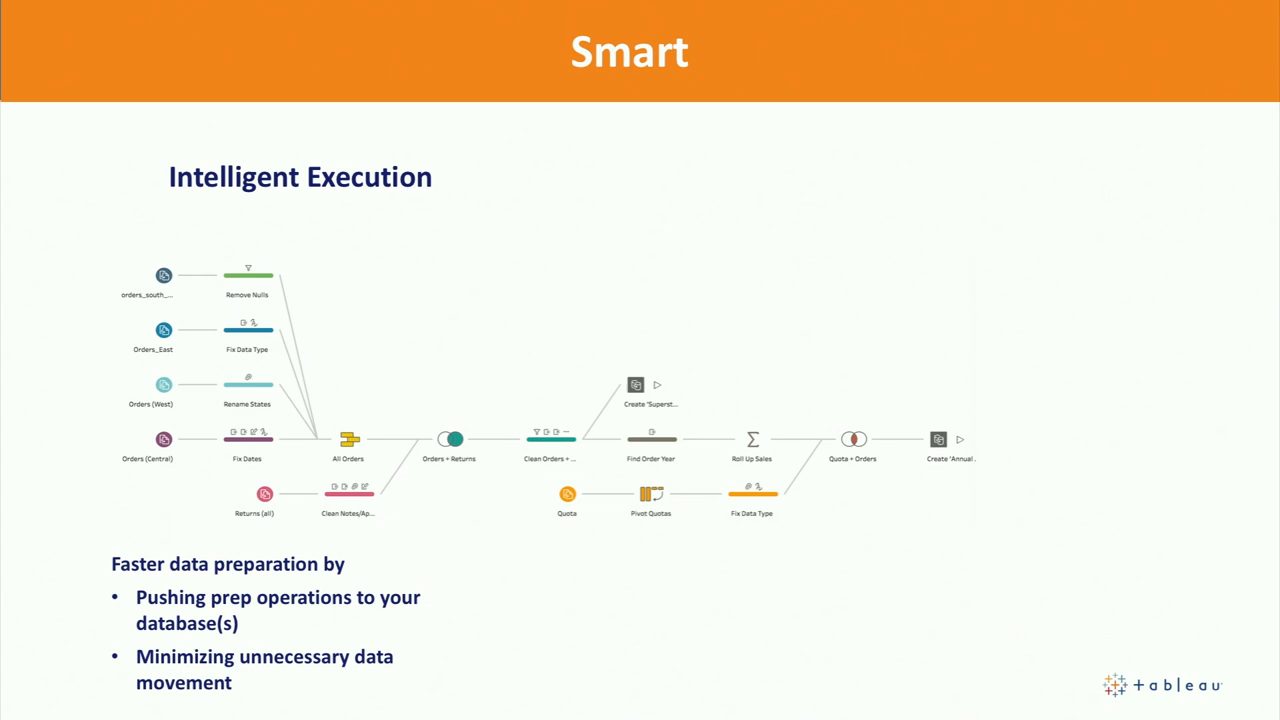 Smart
Intelligent Execution
orders_south_...
Remove Nulls
Orders_East
Fix Data Type
Orders (West)
Rename States
Create 'Superst...
Orders (Central)
Fix Dates
All Orders
Orders + Returns
Clean Orders + ...
Find Order Year
Roll Up Sales
Quota + Orders
Create 'Annual .
Returns (all)
Clean Notes/Ap...
Quota
Pivot Quotas
Fix Data Type
Faster data preparation by
• Pushing prep operations to your
database(s)
• Minimizing unnecessary data
movement
+ableau